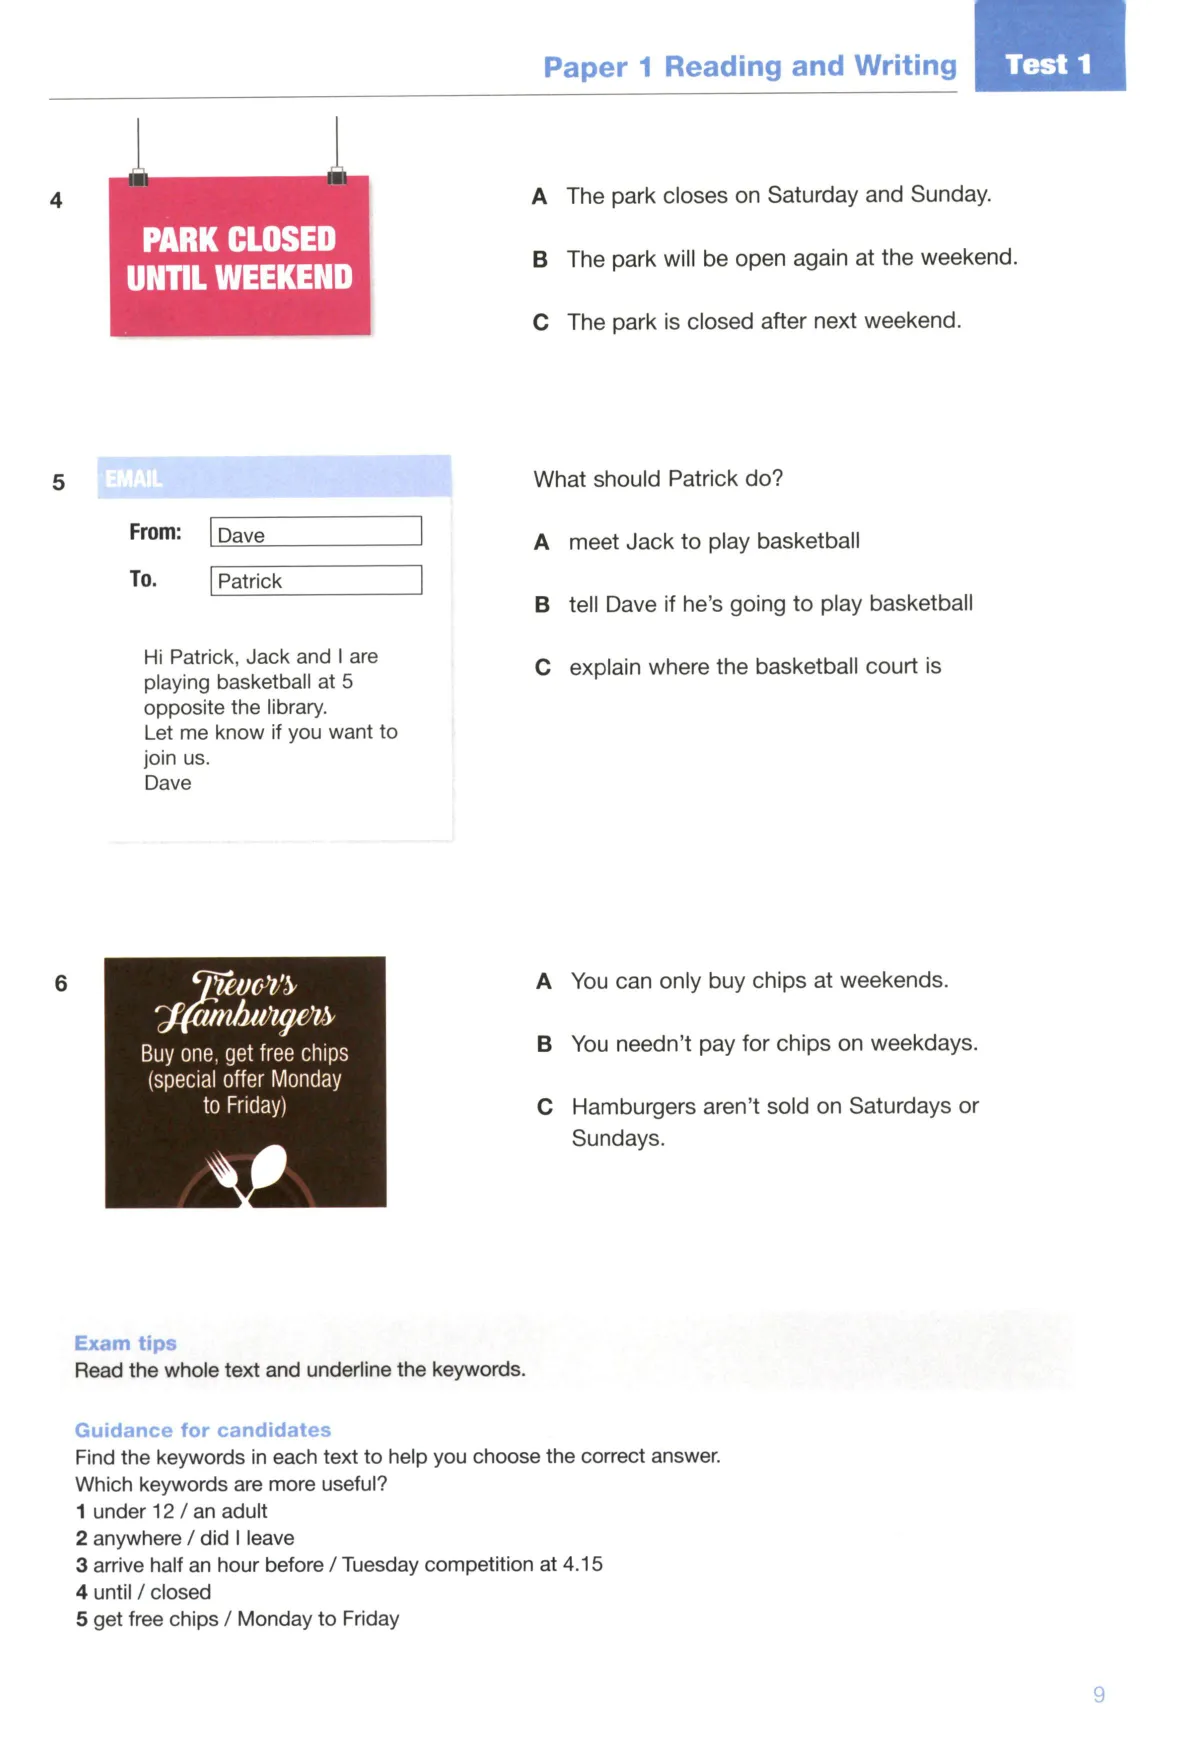 Paper 1 Reading and Writing
Test 1
4
PARK CLOSED
UNTIL WEEKEND
A The park closes on Saturday and Sunday.
B The park will be open again at the weekend.
C The park is closed after next weekend.
5
EMAIL
From: Dave
To. Patrick
Hi Patrick, Jack and I are
playing basketball at 5
opposite the library.
Let me know if you want to
join us.
Dave
What should Patrick do?
A meet Jack to play basketball
B tell Dave if he's going to play basketball
C explain where the basketball court is
6
Trevor's
Hamburgers
Buy one, get free chips
(special offer Monday
to Friday)
A You can only buy chips at weekends.
B You needn't pay for chips on weekdays.
C Hamburgers aren't sold on Saturdays or
Sundays.
Exam tips
Read the whole text and underline the keywords.
Guidance for candidates
Find the keywords in each text to help you choose the correct answer.
Which keywords are more useful?
1 under 12 / an adult
2 anywhere / did I leave
3 arrive half an hour before / Tuesday competition at 4.15
4 until / closed
5 get free chips / Monday to Friday
9